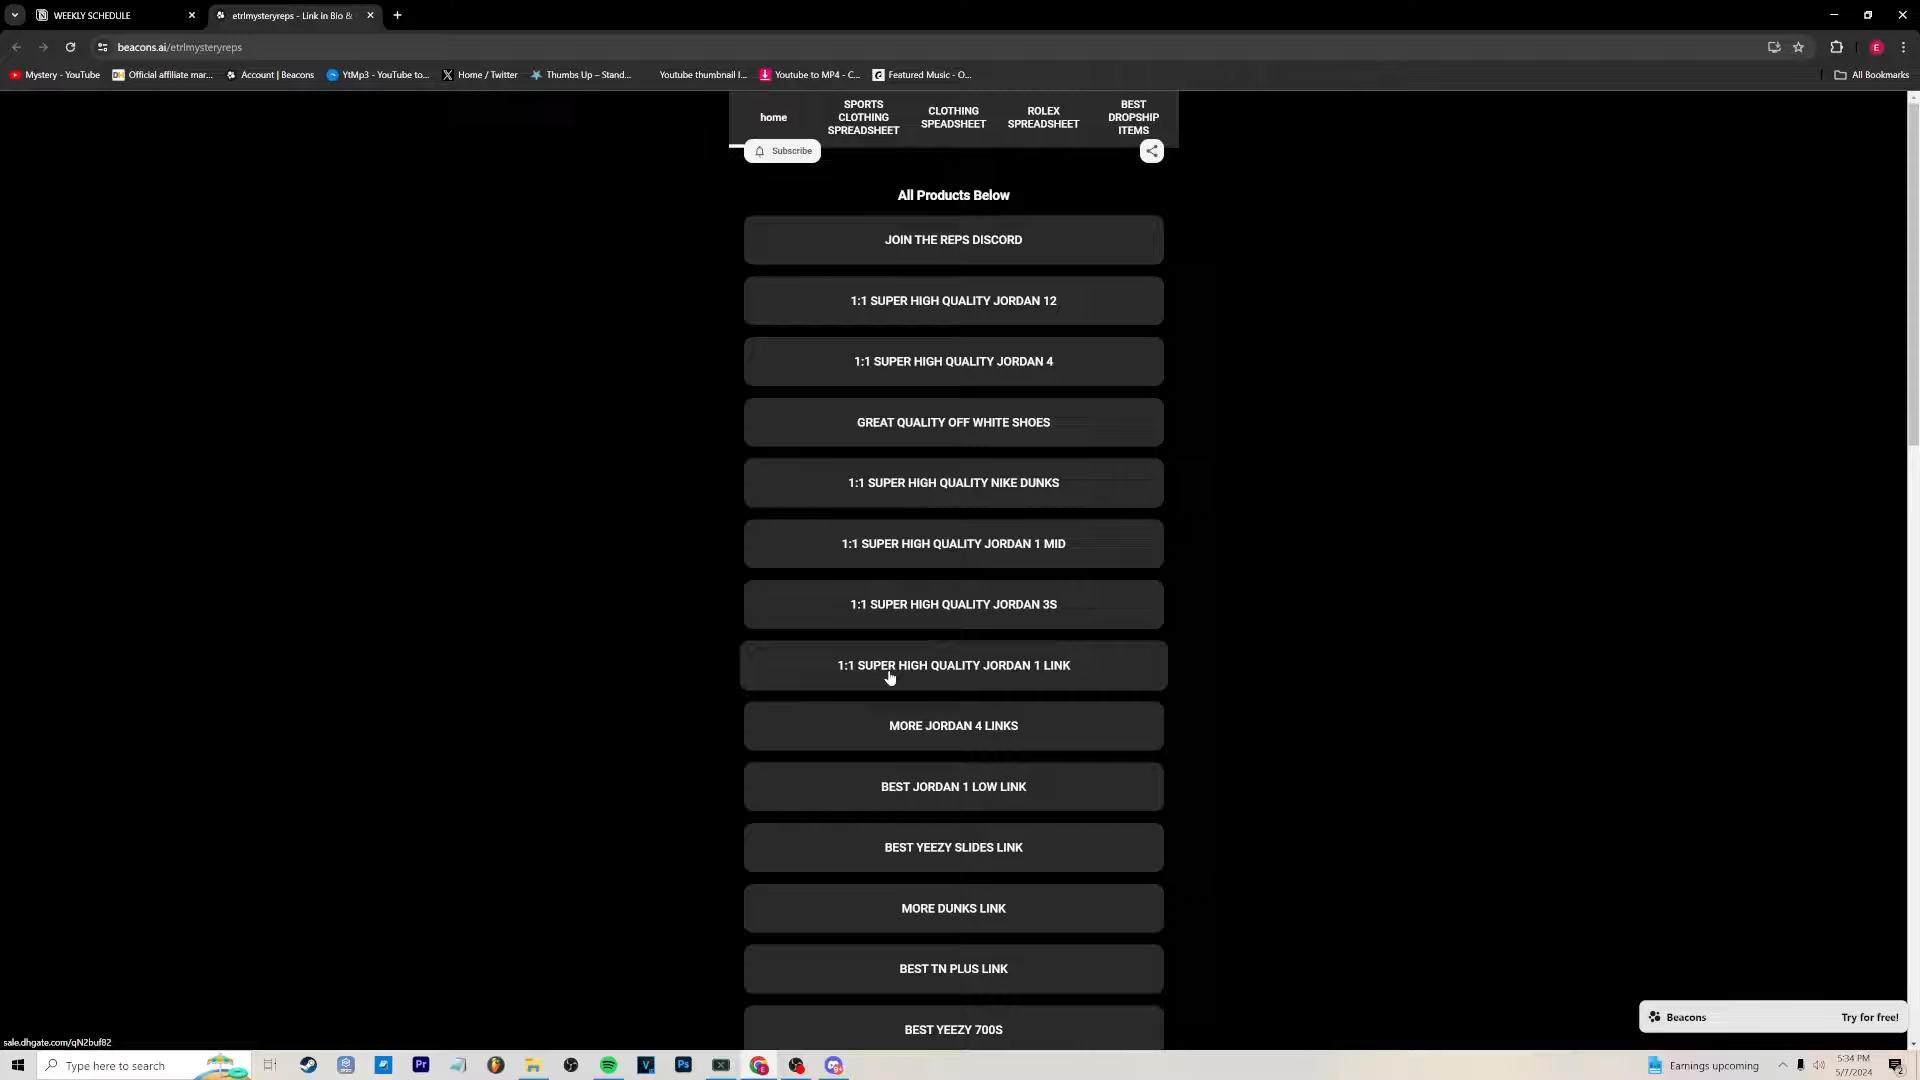 WEEKLY SCHEDULE
etrlmysteryreps - Link in Bio &
beacons.ai/etrlmysteryreps
E
Mystery - YouTube
Official affiliate mar...
Account | Beacons
YtMp3 - YouTube to...
Home / Twitter
Thumbs Up – Stand...
Youtube thumbnail l...
Youtube to MP4 - C...
Featured Music - O...
All Bookmarks
home
SPORTS
CLOTHING
SPREADSHEET
CLOTHING
SPEADSHEET
ROLEX
SPREADSHEET
BEST
DROPSHIP
ITEMS
Subscribe
All Products Below
JOIN THE REPS DISCORD
1:1 SUPER HIGH QUALITY JORDAN 12
1:1 SUPER HIGH QUALITY JORDAN 4
GREAT QUALITY OFF WHITE SHOES
1:1 SUPER HIGH QUALITY NIKE DUNKS
1:1 SUPER HIGH QUALITY JORDAN 1 MID
1:1 SUPER HIGH QUALITY JORDAN 3S
1:1 SUPER HIGH QUALITY JORDAN 1 LINK
MORE JORDAN 4 LINKS
BEST JORDAN 1 LOW LINK
BEST YEEZY SLIDES LINK
MORE DUNKS LINK
BEST TN PLUS LINK
BEST YEEZY 700S
Beacons
Try for free!
sale.dhgate.com/qN2buf82
Type here to search
Pr
Ps
Earnings upcoming
5:34 PM
5/7/2024